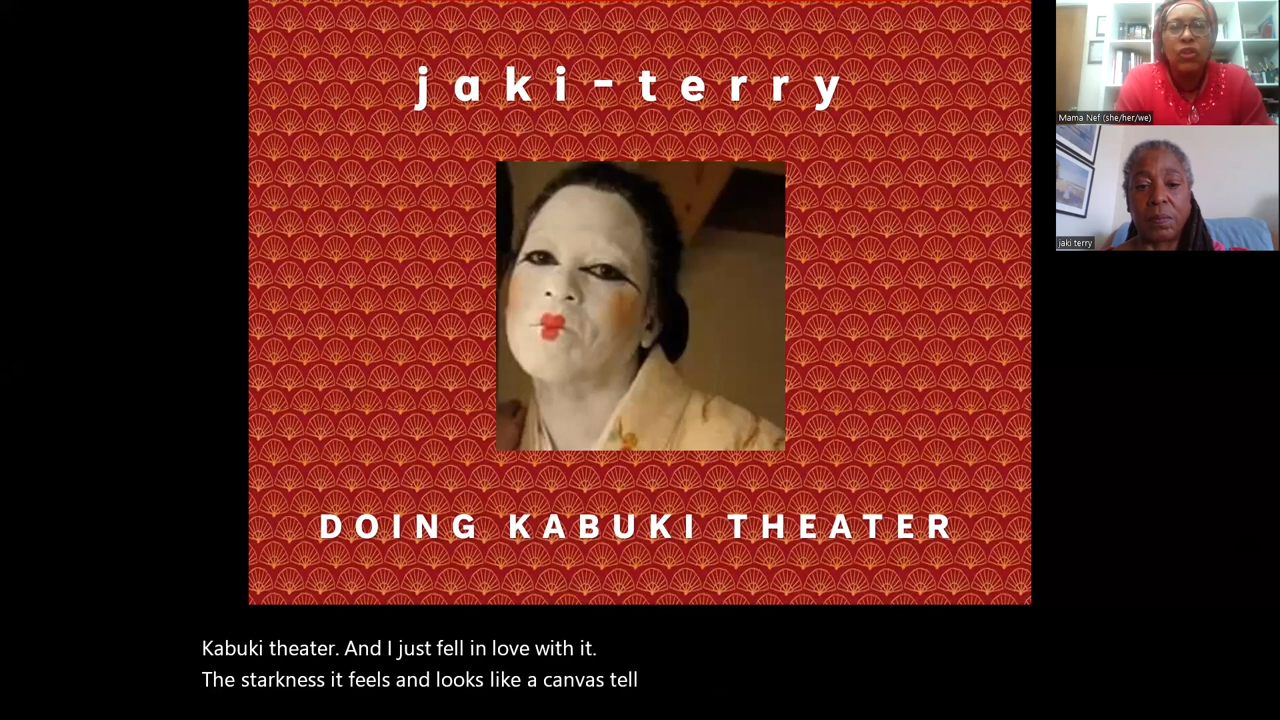 jaki-terry
DOING KABUKI THEATER
Mama Nef (she/her/we)
jaki terry
Kabuki theater. And I just fell in love with it.
The starkness it feels and looks like a canvas tell